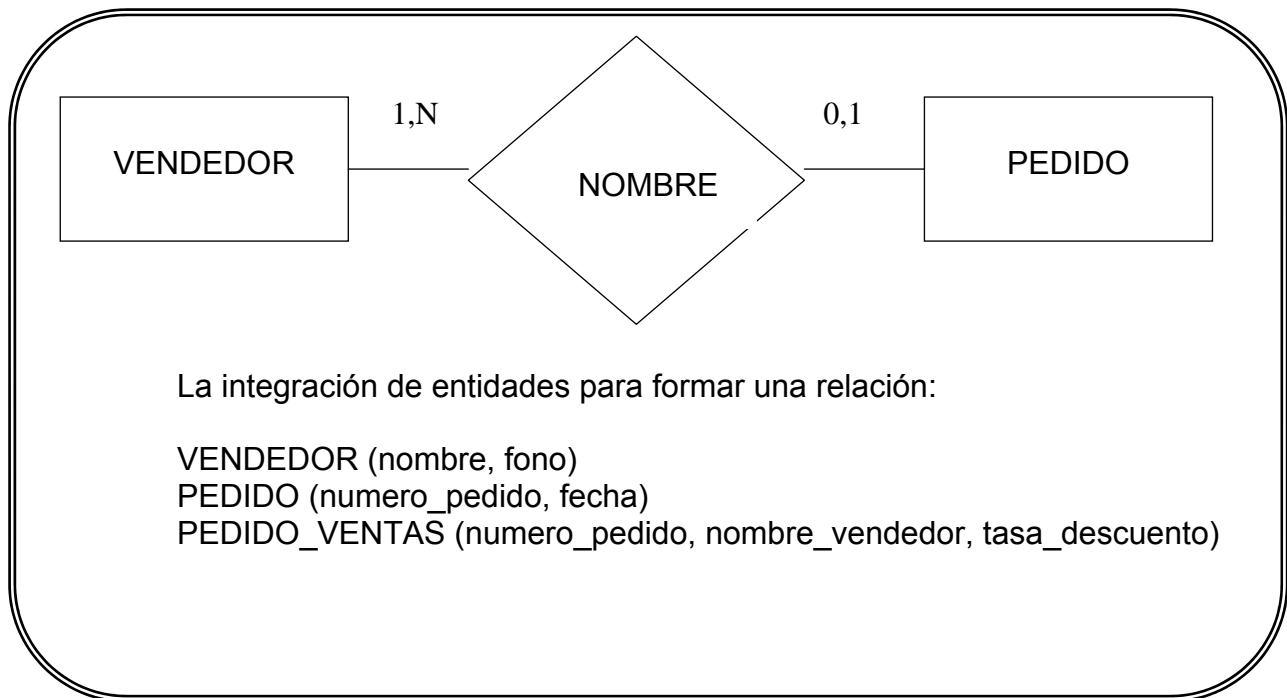 1,N
0,1
VENDEDOR
NOMBRE
PEDIDO
La integración de entidades para formar una relación:
VENDEDOR (nombre, fono)
PEDIDO (numero_pedido, fecha)
PEDIDO_VENTAS (numero_pedido, nombre_vendedor, tasa_descuento)